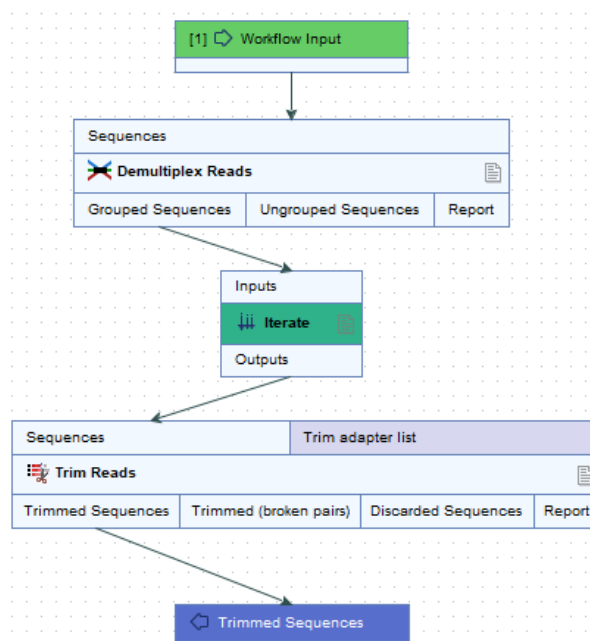 [1] Workflow Input
Sequences
Demultiplex Reads
Grouped Sequences Ungrouped Sequences Report
Inputs
Iterate
Outputs
Sequences Trim adapter list
Trim Reads
Trimmed Sequences Trimmed (broken pairs) Discarded Sequences Report
Trimmed Sequences